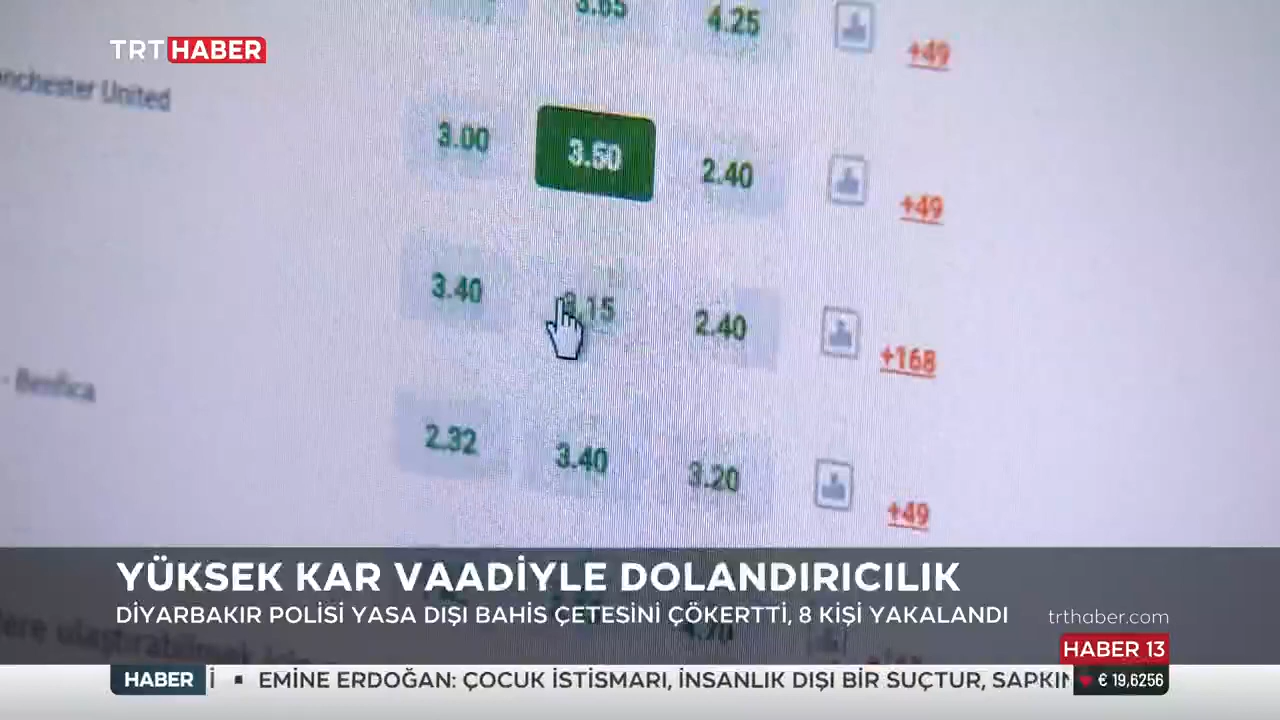 3.65
4.25
+49
TRT HABER
Manchester United
3.00
3.50
2.40
+49
3.40
3.15
2.40
+168
- Benfica
2.32
3.40
3.20
+49
YÜKSEK KAR VAADİYLE DOLANDIRICILIK
DİYARBAKIR POLİSİ YASA DIŞI BAHİS ÇETESİNİ ÇÖKERTTİ, 8 KİŞİ YAKALANDI
trthaber.com
HABER 13
HABER
İ ▪ EMİNE ERDOĞAN: ÇOCUK İSTİSMARI, İNSANLIK DIŞI BİR SUÇTUR, SAPKIN
€ 19,6256